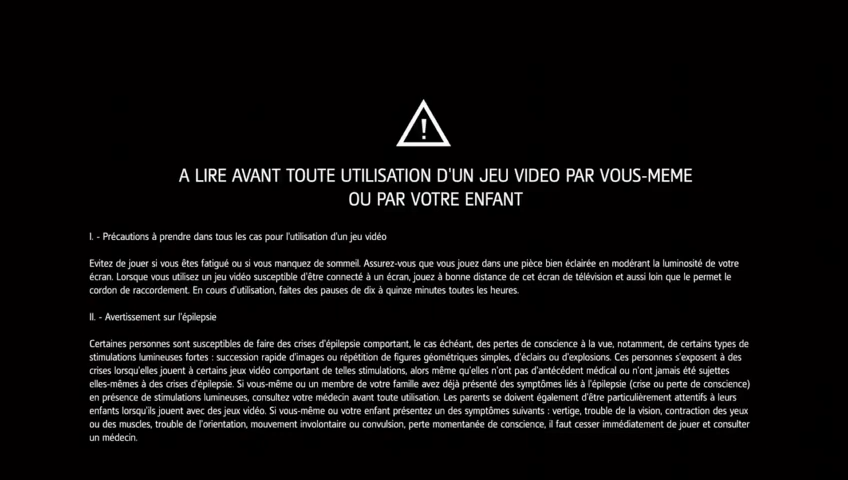 A LIRE AVANT TOUTE UTILISATION D'UN JEU VIDEO PAR VOUS-MEME
OU PAR VOTRE ENFANT
I. - Précautions à prendre dans tous les cas pour l'utilisation d'un jeu vidéo
Evitez de jouer si vous êtes fatigué ou si vous manquez de sommeil. Assurez-vous que vous jouez dans une pièce bien éclairée en modérant la luminosité de votre
écran. Lorsque vous utilisez un jeu vidéo susceptible d'être connecté à un écran, jouez à bonne distance de cet écran de télévision et aussi loin que le permet le
cordon de raccordement. En cours d'utilisation, faites des pauses de dix à quinze minutes toutes les heures.
II. - Avertissement sur l'épilepsie
Certaines personnes sont susceptibles de faire des crises d'épilepsie comportant, le cas échéant, des pertes de conscience à la vue, notamment, de certains types de
stimulations lumineuses fortes : succession rapide d'images ou répétition de figures géométriques simples, d'éclairs ou d'explosions. Ces personnes s'exposent à des
crises lorsqu'elles jouent à certains jeux vidéo comportant de telles stimulations, alors même qu'elles n'ont pas d'antécédent médical ou n'ont jamais été sujettes
elles-mêmes à des crises d'épilepsie. Si vous-même ou un membre de votre famille avez déjà présenté des symptômes liés à l'épilepsie (crise ou perte de conscience)
en présence de stimulations lumineuses, consultez votre médecin avant toute utilisation. Les parents se doivent également d'être particulièrement attentifs à leurs
enfants lorsqu'ils jouent avec des jeux vidéo. Si vous-même ou votre enfant présentez un des symptômes suivants : vertige, trouble de la vision, contraction des yeux
ou des muscles, trouble de l'orientation, mouvement involontaire ou convulsion, perte momentanée de conscience, il faut cesser immédiatement de jouer et consulter
un médecin.